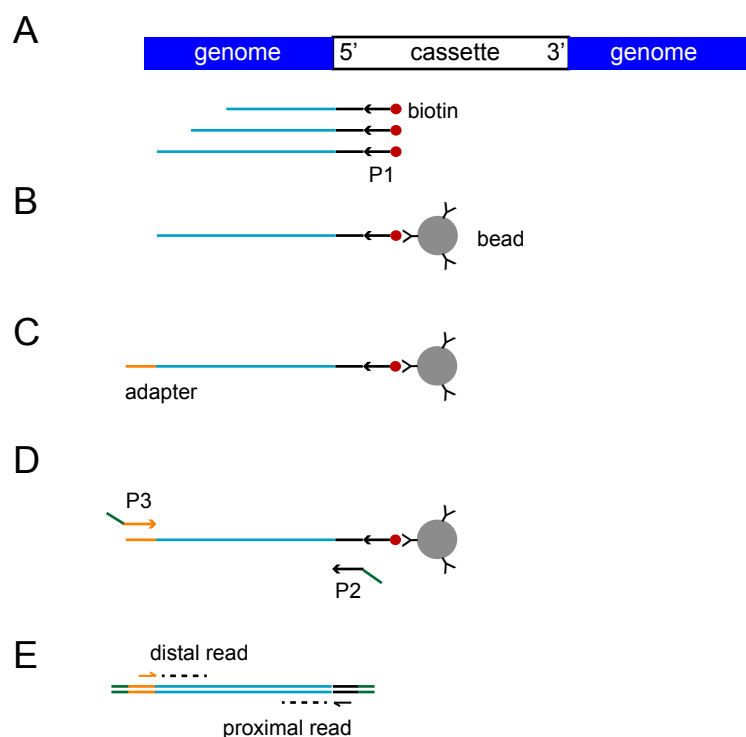 A
genome 5’ cassette 3’ genome
biotin
P1
B
bead
C
adapter
D
P3
P2
E
distal read
proximal read